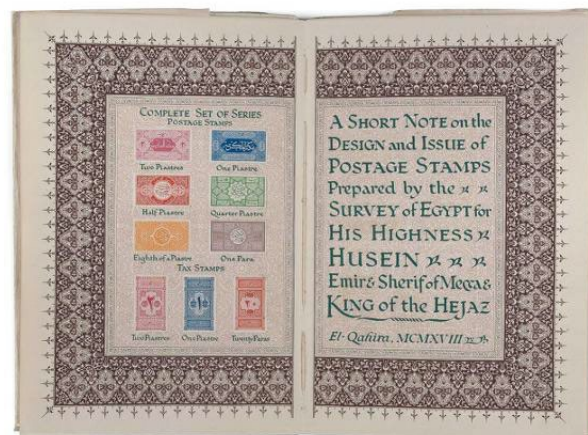 COMPLETE SET OF SERIES
POSTAGE STAMPS
TWO PIASTRES
ONE PIASTRE
HALF PIASTRE
QUARTER PIASTRE
EIGHTH of a PIASTRE
ONE PARA
TAX STAMPS
TWO PIASTRES
ONE PIASTRE
TWENTY PARAS
A SHORT NOTE on the
DESIGN and ISSUE of
POSTAGE STAMPS
Prepared by the
SURVEY of EGYPT for
HIS HIGHNESS
HUSEIN
Emir & Sherif of Mecca &
KING of the HEJAZ
El-Qahira, MCMXVIII